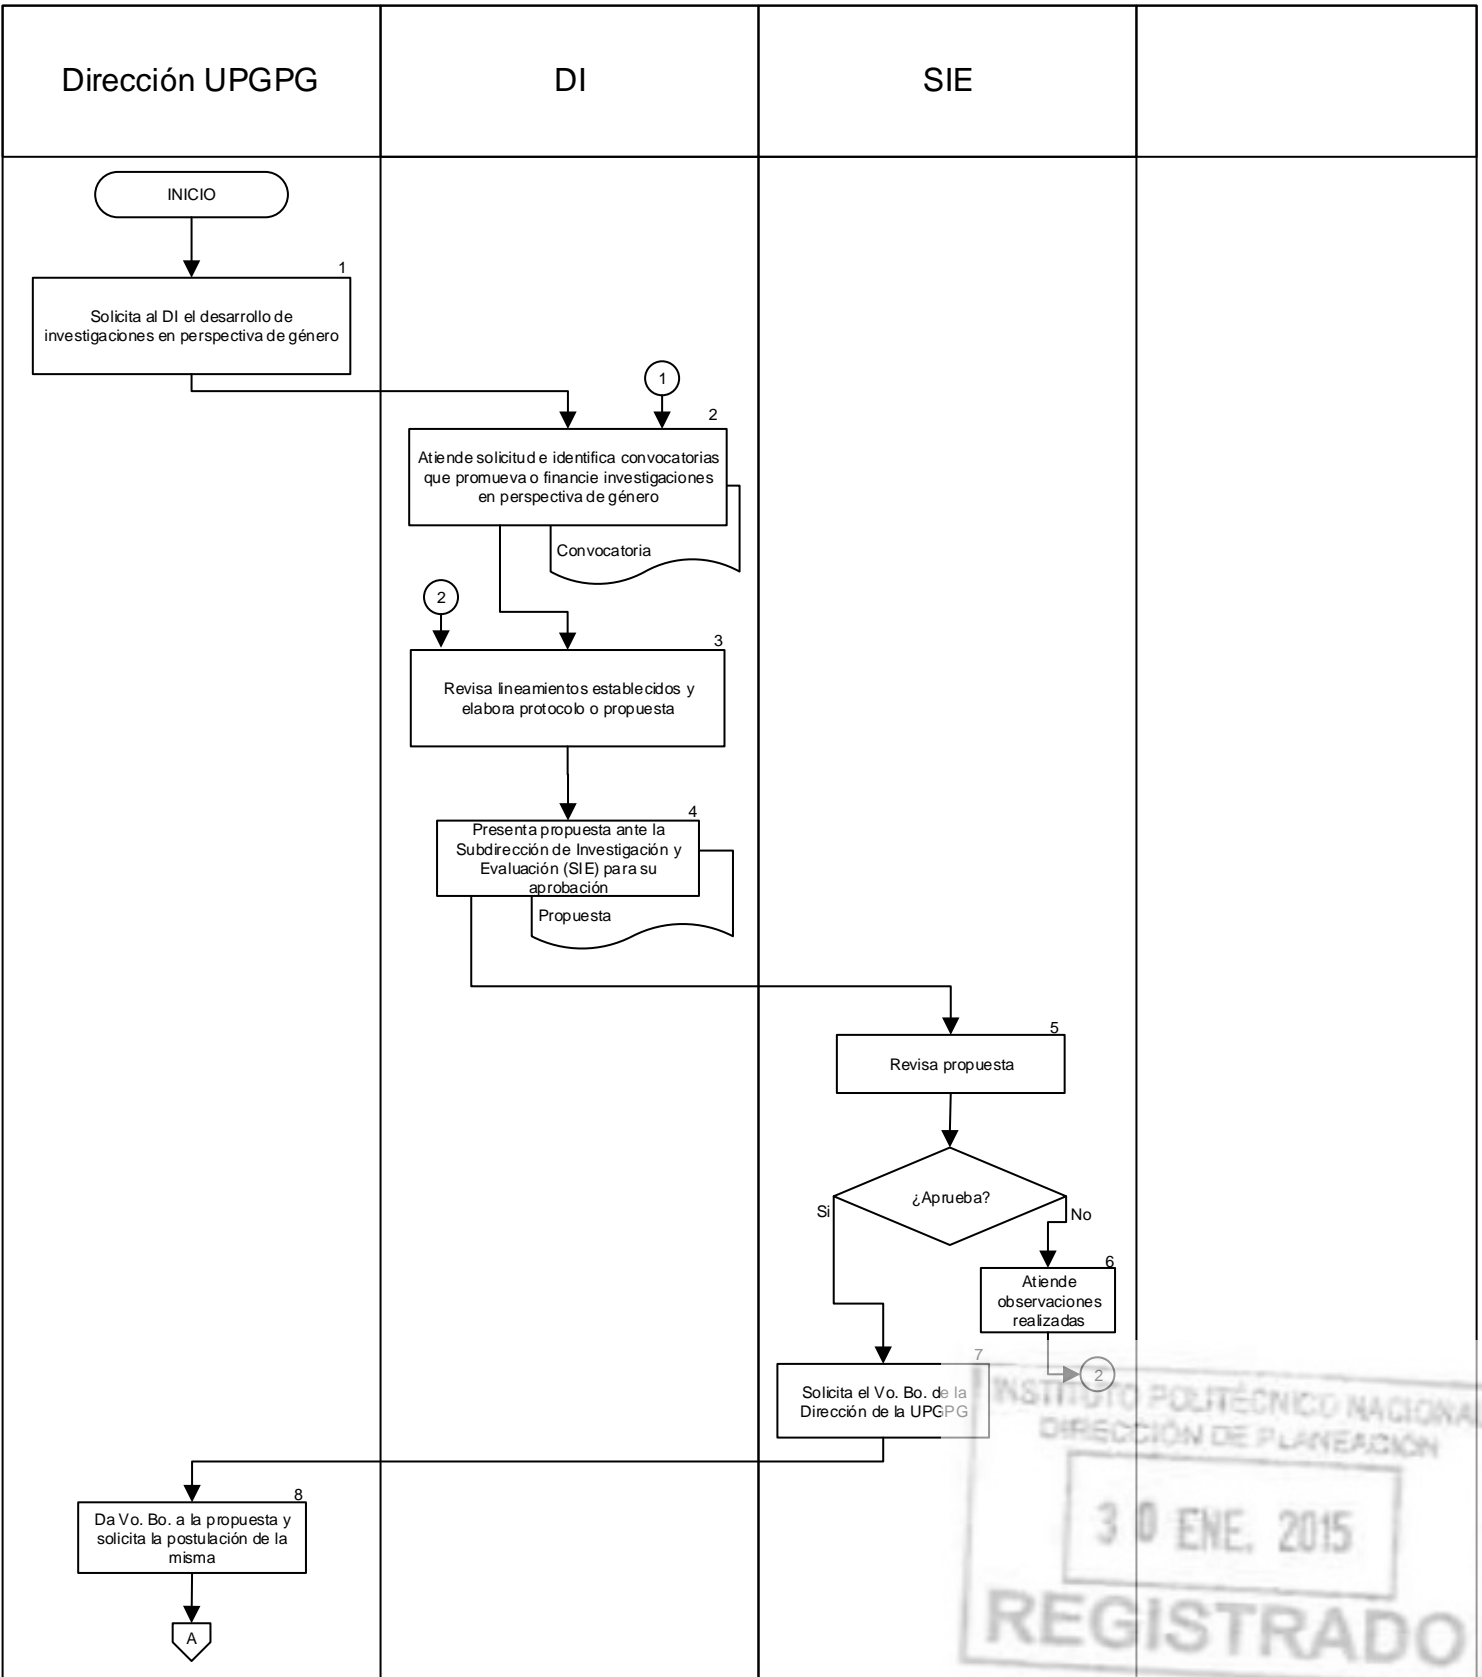 Dirección UPGPG
DI
SIE
INICIO
1
Solicita al DI el desarrollo de
investigaciones en perspectiva de género
1
2
Atiende solicitud e identifica convocatorias
que promueva o financie investigaciones
en perspectiva de género
Convocatoria
2
3
Revisa lineamientos establecidos y
elabora protocolo o propuesta
4
Presenta propuesta ante la
Subdirección de Investigación y
Evaluación (SIE) para su
aprobación
Propuesta
5
Revisa propuesta
¿Aprueba?
Si
No
6
Atiende
observaciones
realizadas
2
7
Solicita el Vo. Bo. de la
Dirección de la UPGPG
8
Da Vo. Bo. a la propuesta y
solicita la postulación de la
misma
A
INSTITUTO POLITÉCNICO NACIONAL
DIRECCIÓN DE PLANEACIÓN
30 ENE. 2015
REGISTRADO